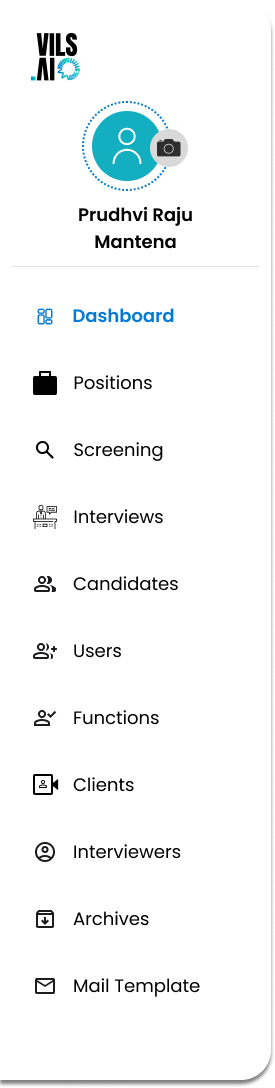 VILS
.AI
Prudhvi Raju
Mantena
Dashboard
Positions
Screening
Interviews
Candidates
Users
Functions
Clients
Interviewers
Archives
Mail Template